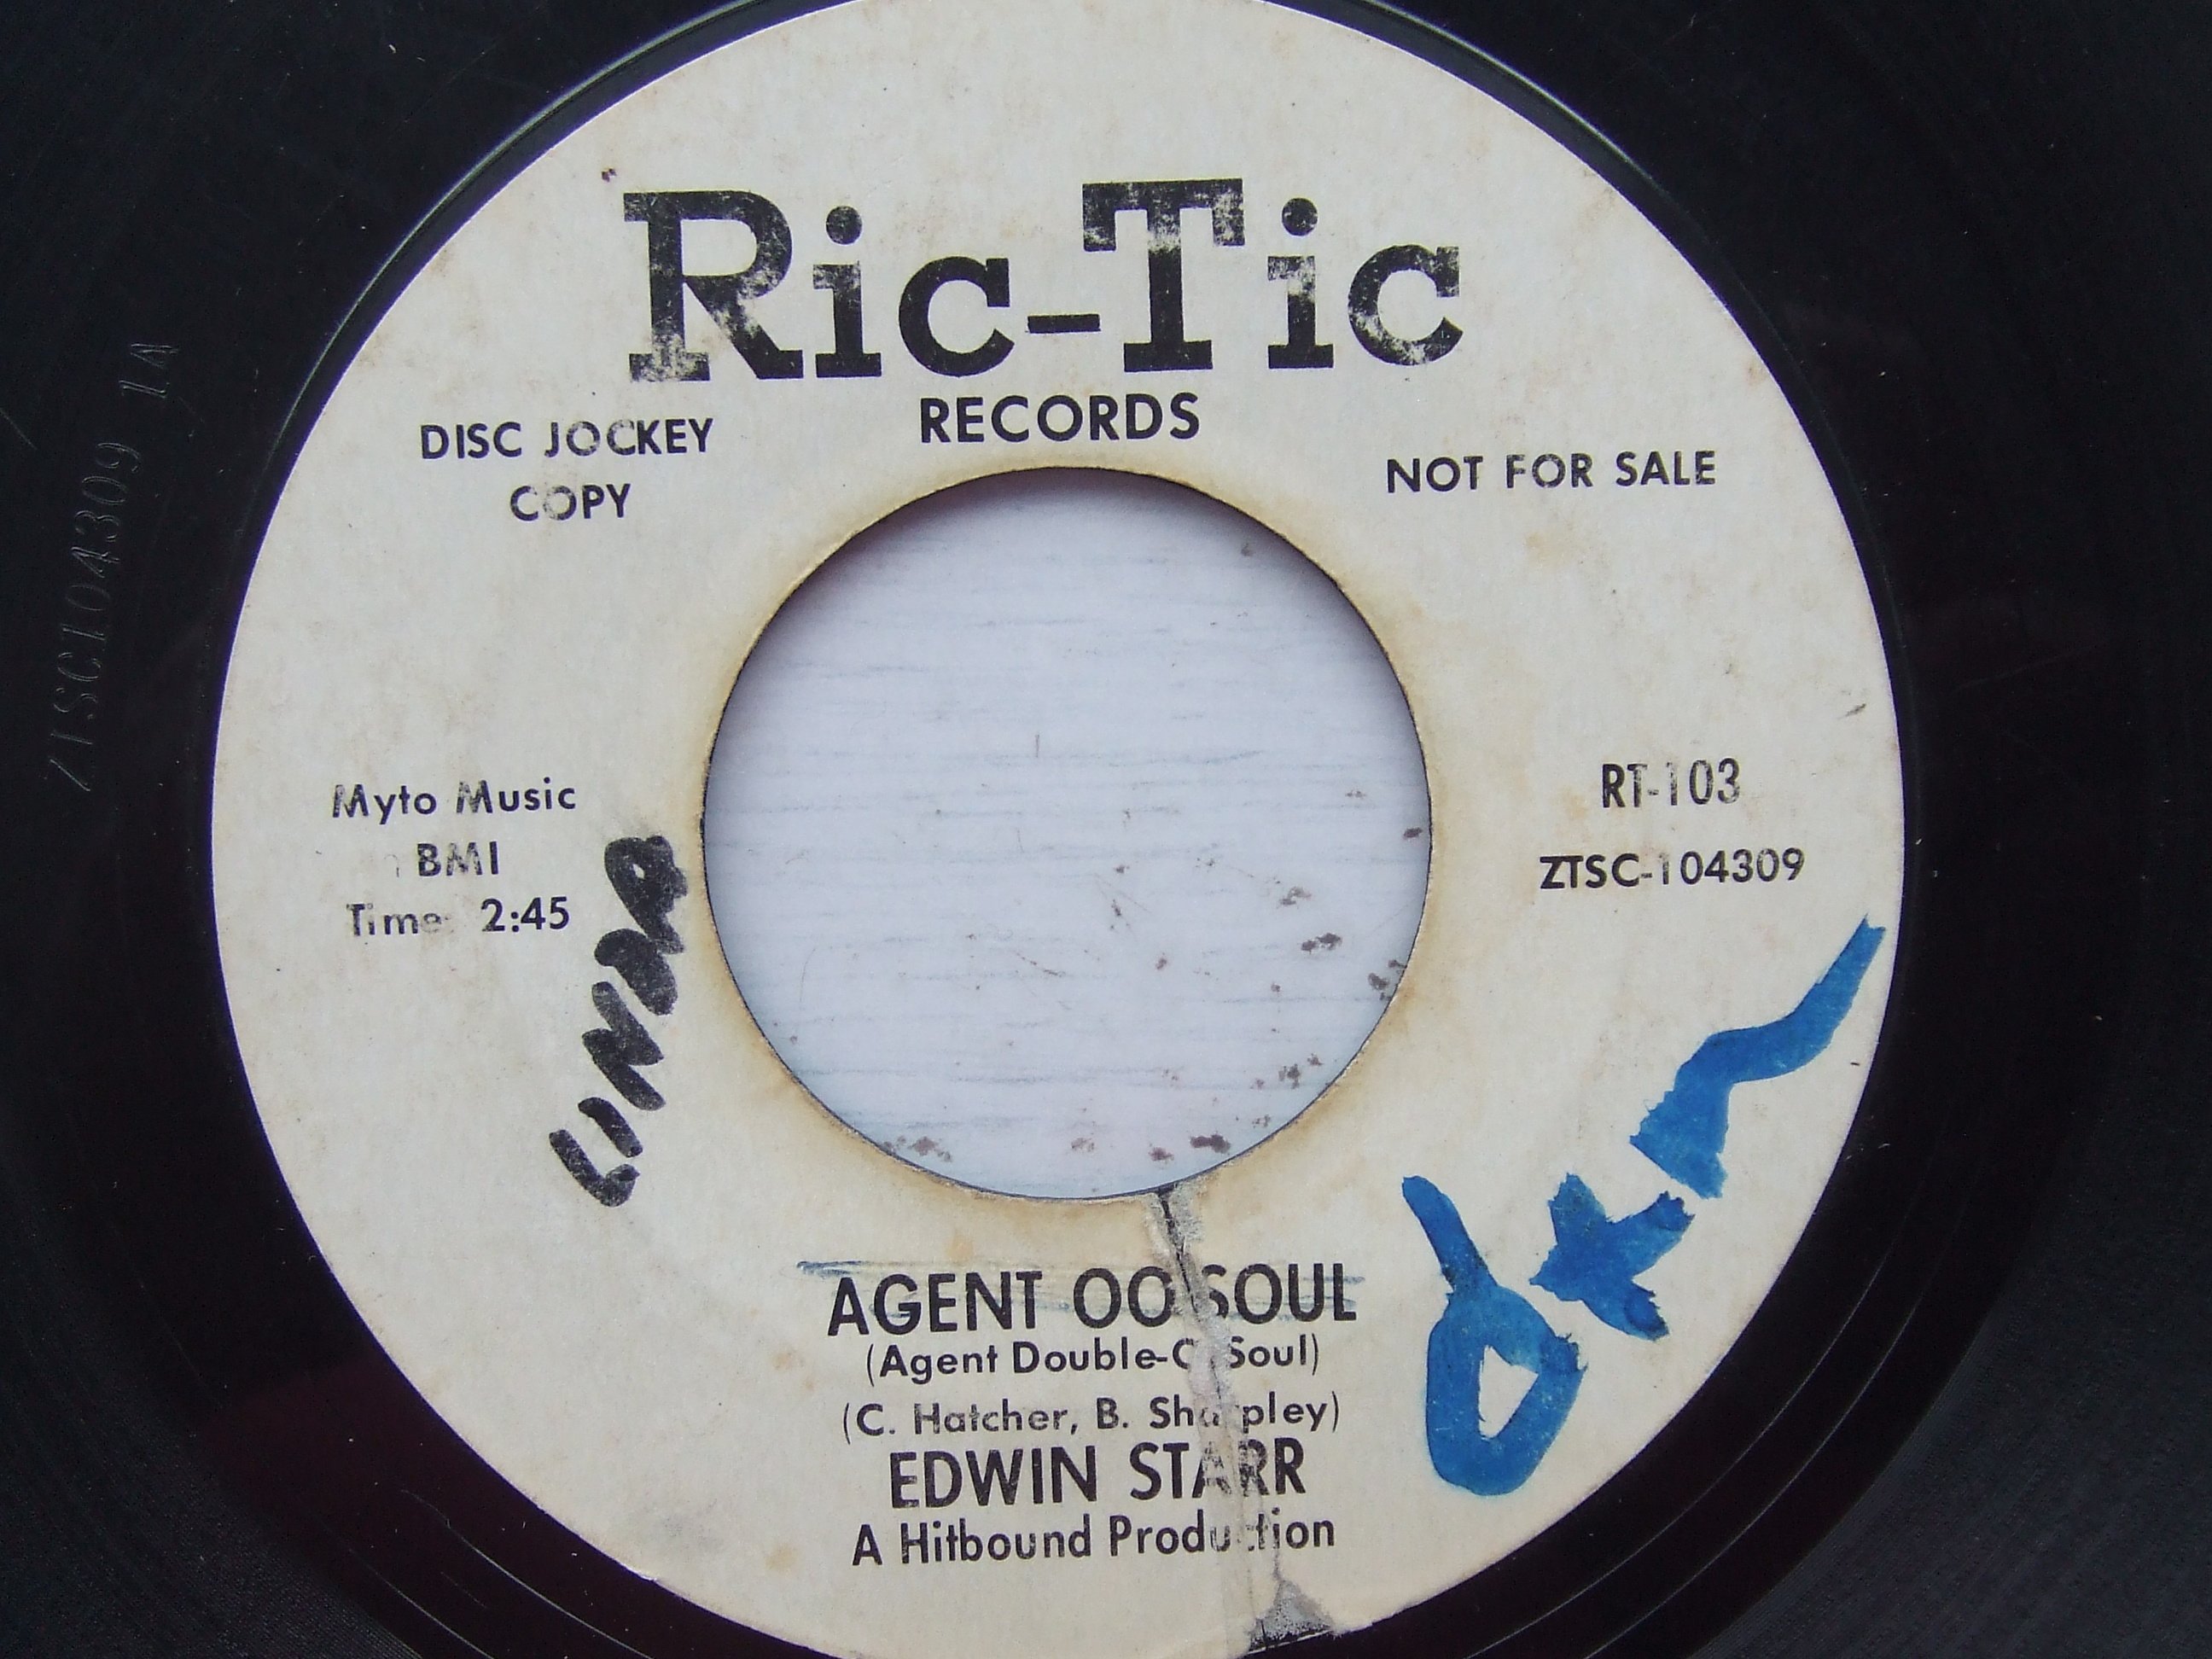 Ric-Tic
RECORDS
DISC JOCKEY
COPY
NOT FOR SALE
Myto Music
BMI
Time: 2:45
RT-103
ZTSC-104309
LINDA
AGENT OO SOUL
(Agent Double-O Soul)
(C. Hatcher, B. Sharpley)
EDWIN STARR
A Hitbound Production
ZTSC104309 1A